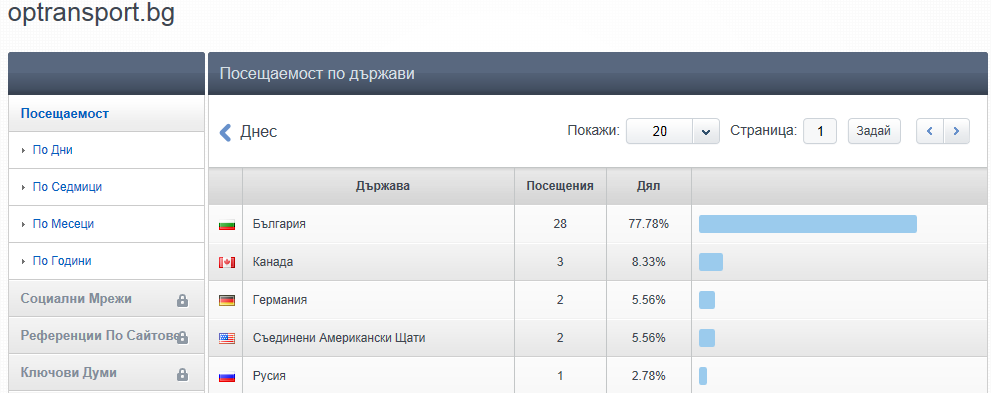 optransport.bg
Посещаемост по държави
Посещаемост
По Дни
По Седмици
По Месеци
По Години
Социални Мрежи
Референции По Сайтове
Ключови Думи
Днес
Покажи: 20 Страница: 1 Задай
Държава Посещения Дял
България 28 77.78%
Канада 3 8.33%
Германия 2 5.56%
Съединени Американски Щати 2 5.56%
Русия 1 2.78%